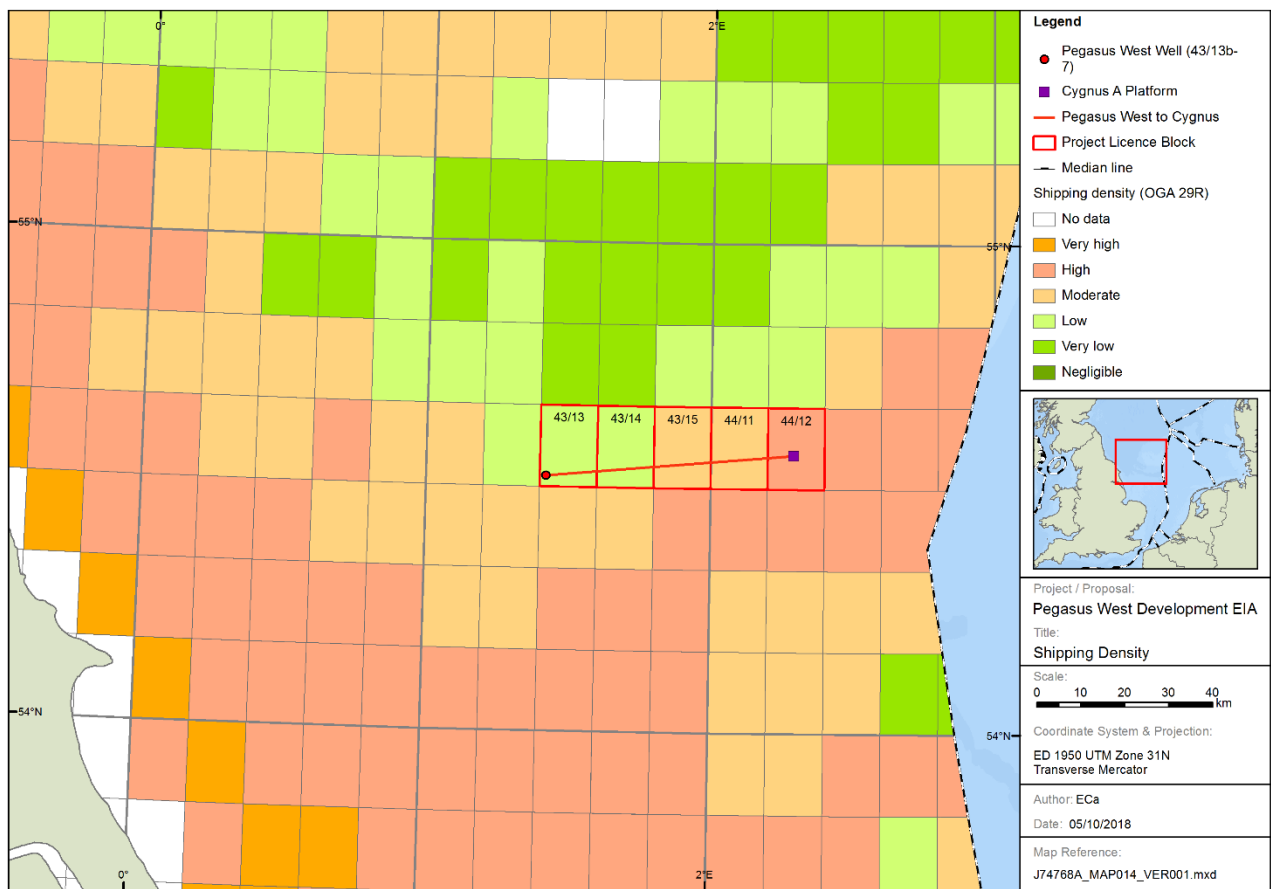 0°
2°E
55°N
55°N
43/13
43/14
43/15
44/11
44/12
54°N
54°N
0°
2°E
Legend
Pegasus West Well (43/13b-
7)
Cygnus A Platform
Pegasus West to Cygnus
Project Licence Block
Median line
Shipping density (OGA 29R)
No data
Very high
High
Moderate
Low
Very low
Negligible
Project / Proposal:
Pegasus West Development EIA
Title:
Shipping Density
Scale:
0 10 20 30 40
km
Coordinate System & Projection:
ED 1950 UTM Zone 31N
Transverse Mercator
Author: ECa
Date: 05/10/2018
Map Reference:
J74768A_MAP014_VER001.mxd